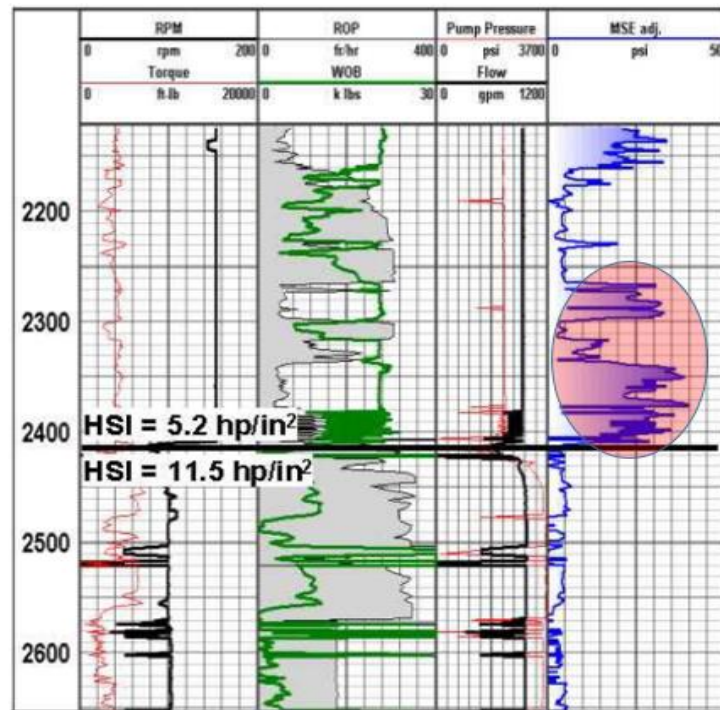 RPM ROP Pump Pressure MSE adj.
0 rpm 200 0 fr/hr 400 0 psi 3700 0 psi 50
Torque WOB Flow
0 ft-lb 20000 0 k lbs 30 0 gpm 1200
2200
2300
2400
HSI = 5.2 hp/in²
HSI = 11.5 hp/in²
2500
2600